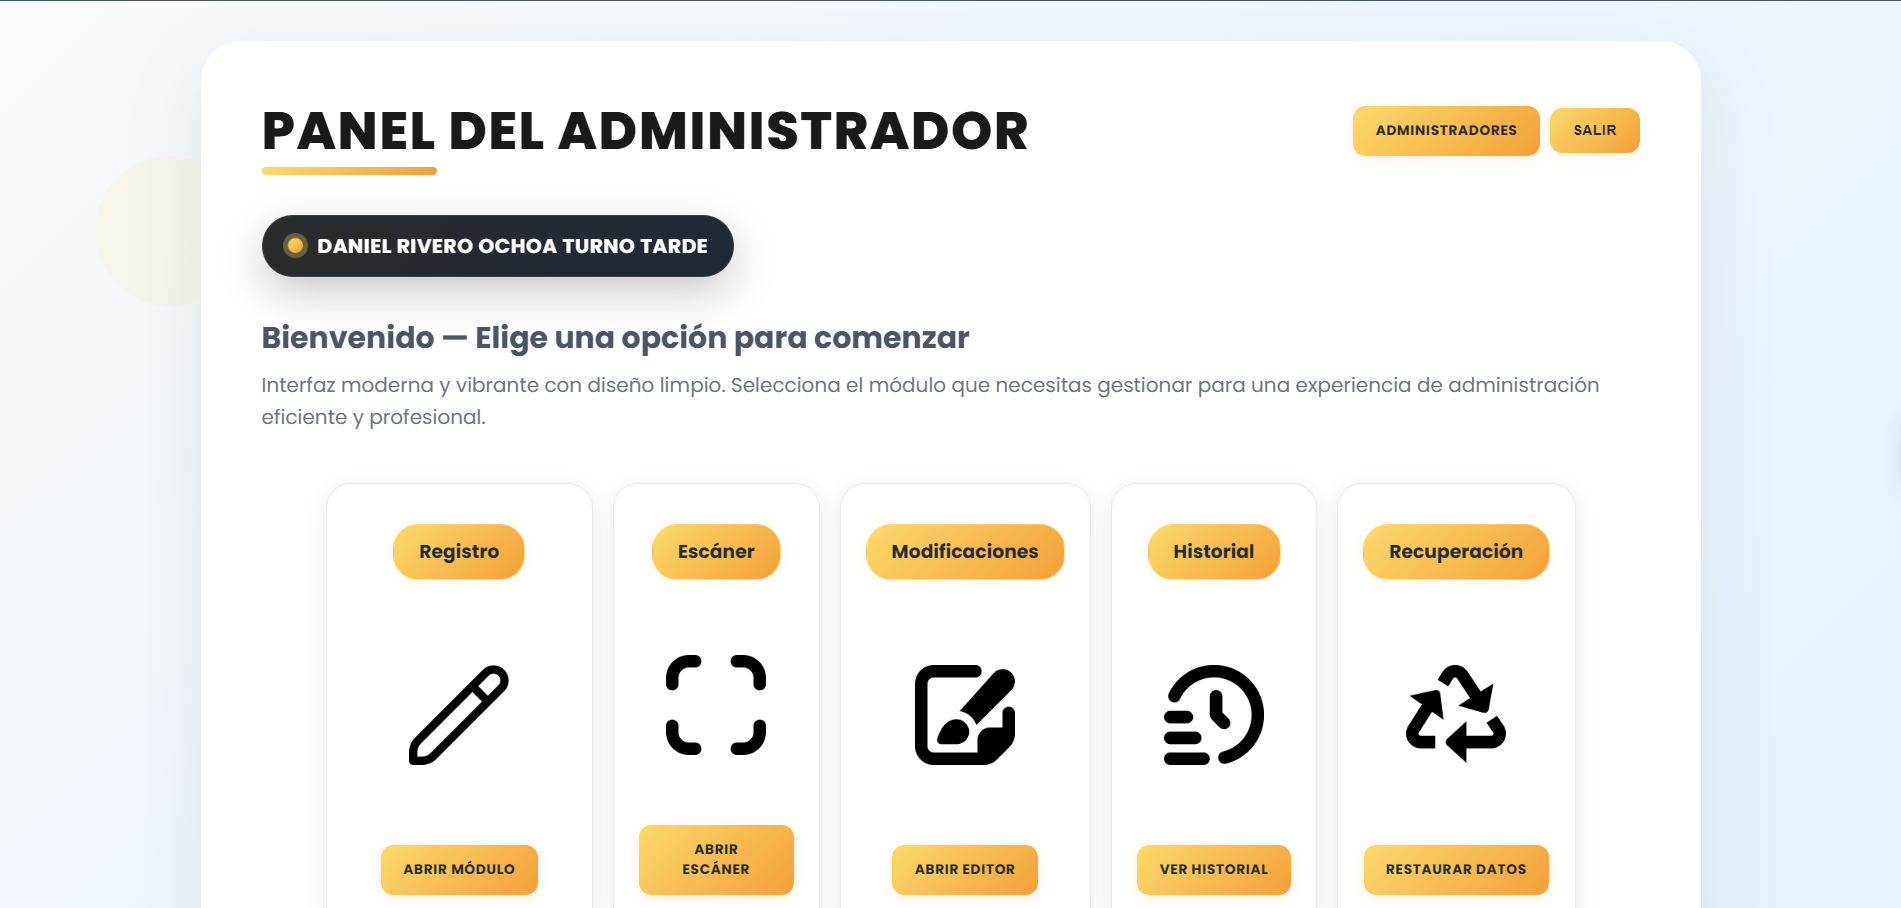 PANEL DEL ADMINISTRADOR
ADMINISTRADORES
SALIR
DANIEL RIVERO OCHOA TURNO TARDE
Bienvenido — Elige una opción para comenzar
Interfaz moderna y vibrante con diseño limpio. Selecciona el módulo que necesitas gestionar para una experiencia de administración
eficiente y profesional.
Registro
Escáner
Modificaciones
Historial
Recuperación
ABRIR MÓDULO
ABRIR
ESCÁNER
ABRIR EDITOR
VER HISTORIAL
RESTAURAR DATOS